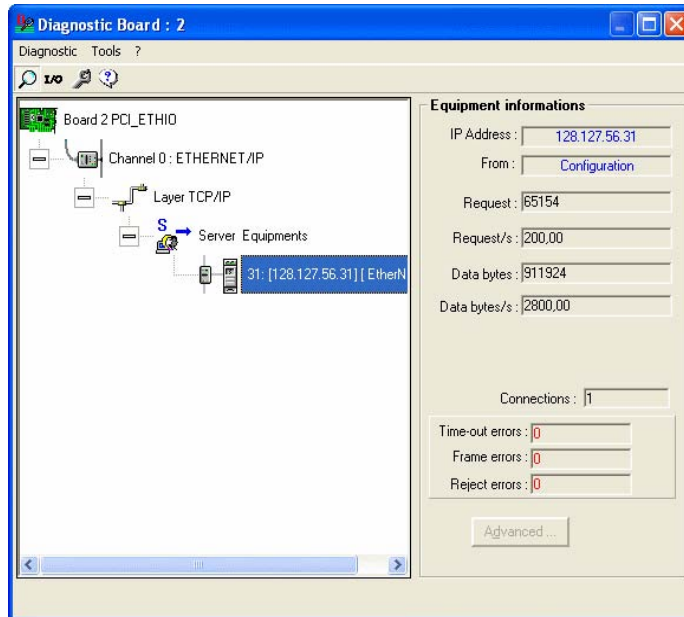 Diagnostic Board : 2
Diagnostic Tools ?
I/O
Board 2 PCI_ETHIO
Channel 0 : ETHERNET/IP
Layer TCP/IP
S
Server Equipments
31: [128.127.56.31] [ EtherN
Equipment informations
IP Address : 128.127.56.31
From : Configuration
Request : 65154
Request/s : 200,00
Data bytes : 911924
Data bytes/s : 2800,00
Connections : 1
Time-out errors : 0
Frame errors : 0
Reject errors : 0
Advanced ...